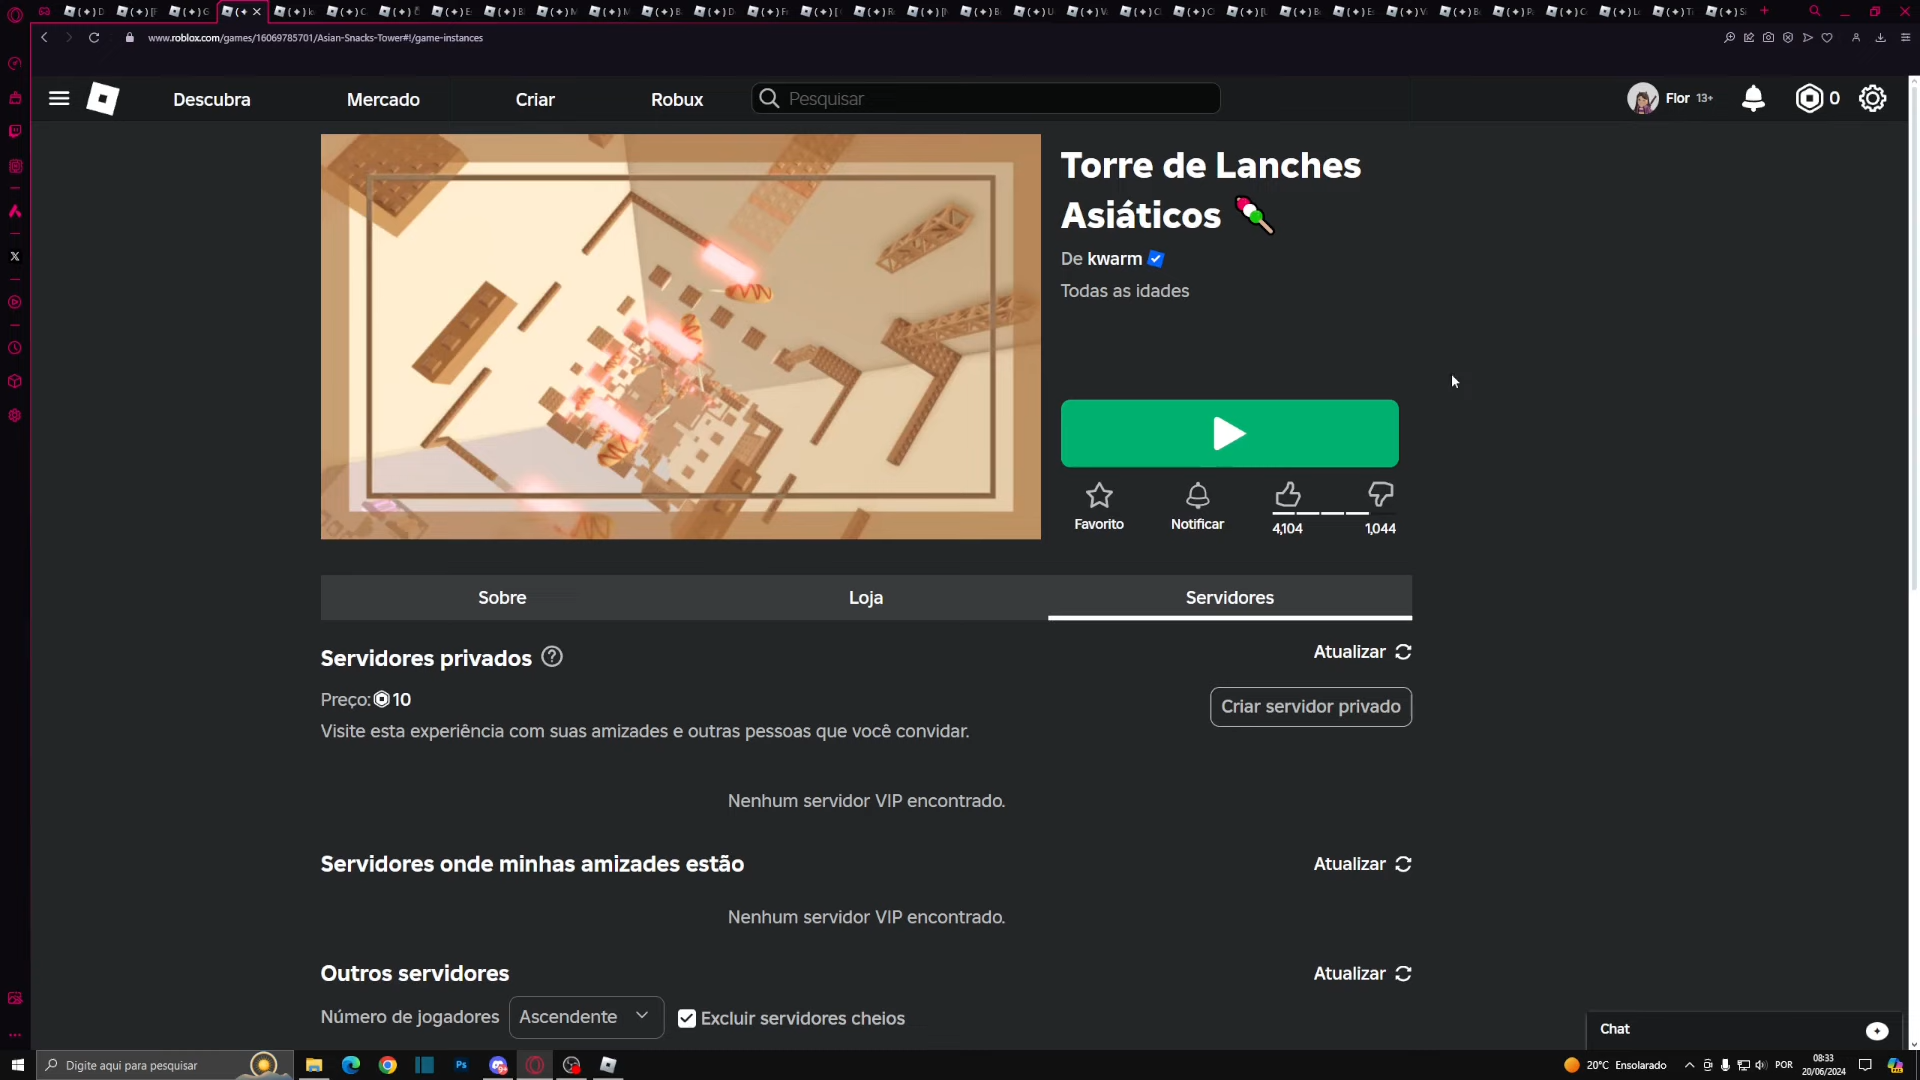 www.roblox.com/games/16069785701/Asian-Snacks-Tower#!/game-instances
Descubra
Mercado
Criar
Robux
Pesquisar
Flor 13+
0
Torre de Lanches
Asiáticos
De kwarm
Todas as idades
Favorito
Notificar
4,104
1,044
Sobre
Loja
Servidores
Servidores privados
Atualizar
Preço: 10
Criar servidor privado
Visite esta experiência com suas amizades e outras pessoas que você convidar.
Nenhum servidor VIP encontrado.
Servidores onde minhas amizades estão
Atualizar
Nenhum servidor VIP encontrado.
Outros servidores
Atualizar
Número de jogadores
Ascendente
Excluir servidores cheios
Chat
Digite aqui para pesquisar
Ps
20°C Ensolarado
POR
08:33
20/06/2024